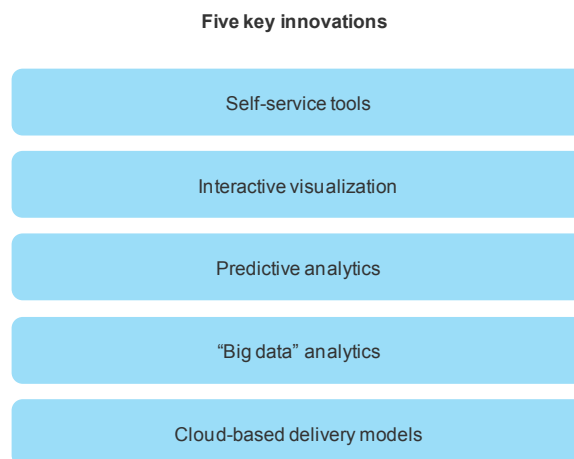 Five key innovations
Self-service tools
Interactive visualization
Predictive analytics
“Big data” analytics
Cloud-based delivery models